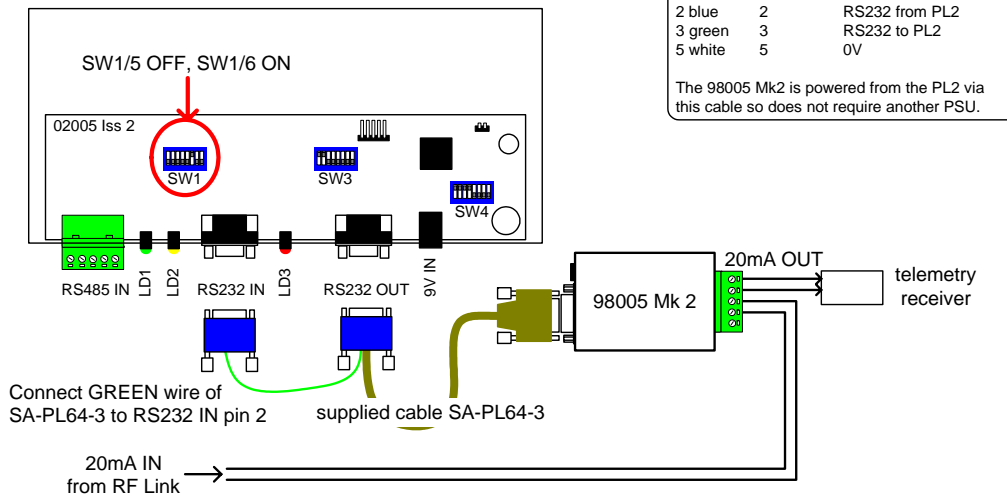 2 blue 2 RS232 from PL2
3 green 3 RS232 to PL2
5 white 5 0V
The 98005 Mk2 is powered from the PL2 via
this cable so does not require another PSU.
SW1/5 OFF, SW1/6 ON
02005 Iss 2
SW1
SW3
SW4
RS485 IN
LD1
LD2
RS232 IN
LD3
RS232 OUT
9V IN
20mA OUT
telemetry
receiver
98005 Mk 2
Connect GREEN wire of
SA-PL64-3 to RS232 IN pin 2
supplied cable SA-PL64-3
20mA IN
from RF Link